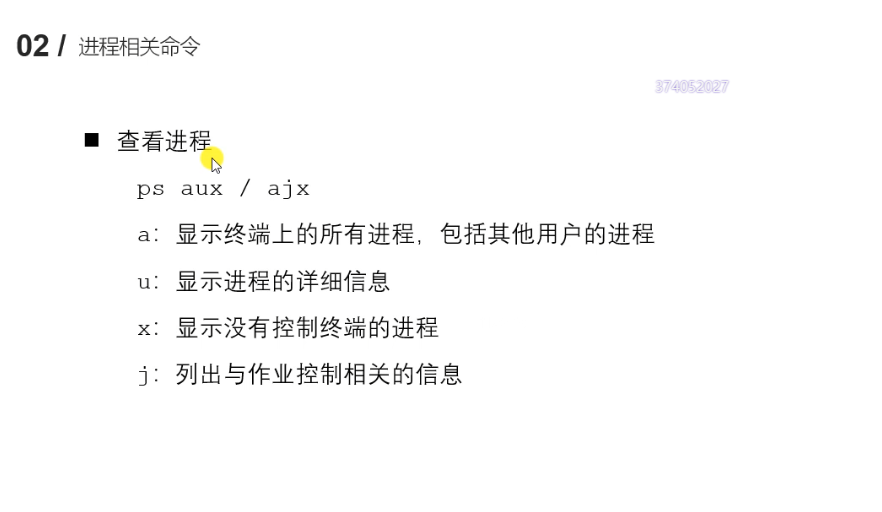 02 / 进程相关命令
374052027
■ 查看进程
ps aux / ajx
a：显示终端上的所有进程，包括其他用户的进程
u：显示进程的详细信息
x：显示没有控制终端的进程
j：列出与作业控制相关的信息